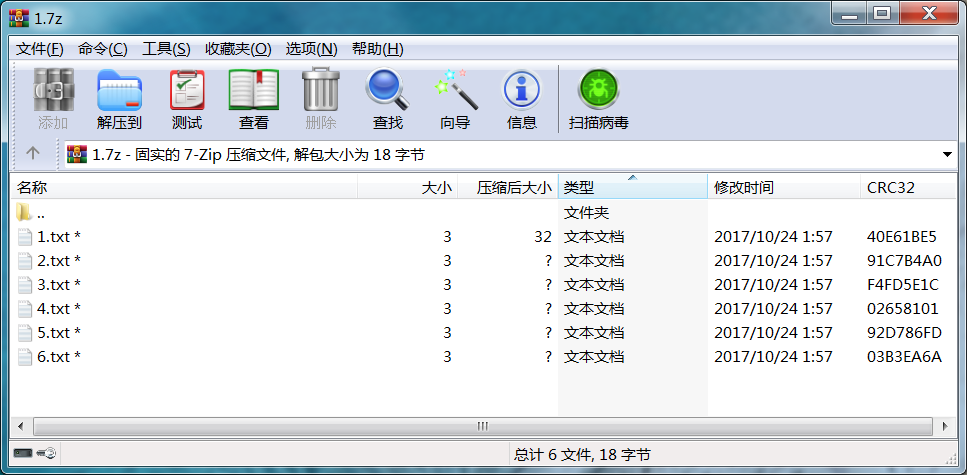 1.7z
文件(F) 命令(C) 工具(S) 收藏夹(O) 选项(N) 帮助(H)
添加 解压到 测试 查看 删除 查找 向导 信息 扫描病毒
1.7z - 固实的 7-Zip 压缩文件, 解包大小为 18 字节
名称 大小 压缩后大小 类型 修改时间 CRC32
.. 文件夹
1.txt * 3 32 文本文档 2017/10/24 1:57 40E61BE5
2.txt * 3 ? 文本文档 2017/10/24 1:57 91C7B4A0
3.txt * 3 ? 文本文档 2017/10/24 1:57 F4FD5E1C
4.txt * 3 ? 文本文档 2017/10/24 1:57 02658101
5.txt * 3 ? 文本文档 2017/10/24 1:57 92D786FD
6.txt * 3 ? 文本文档 2017/10/24 1:57 03B3EA6A
总计 6 文件, 18 字节